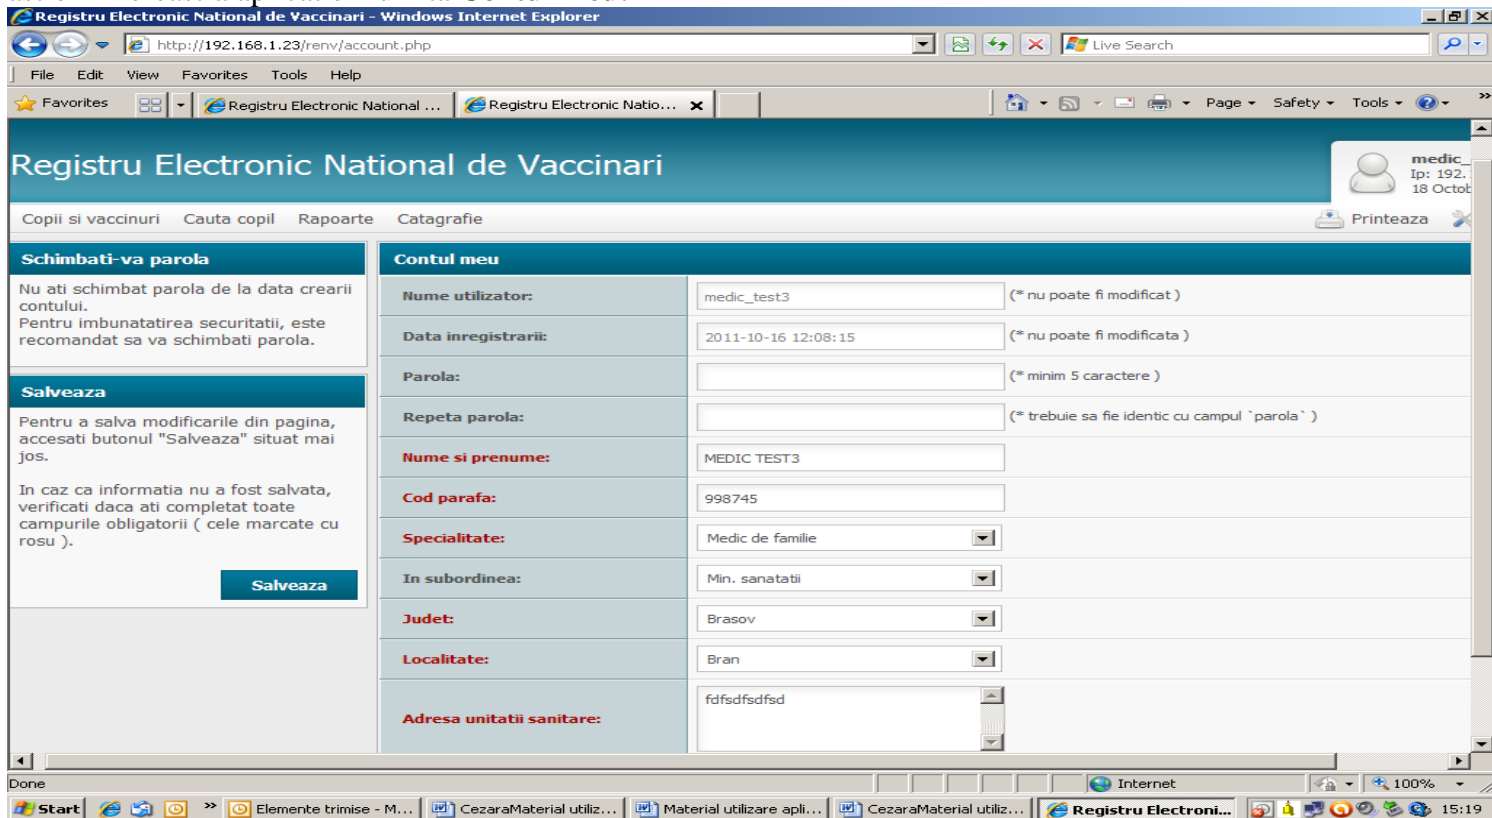 Registru Electronic National de Vaccinari - Windows Internet Explorer
http://192.168.1.23/renv/account.php
Live Search
File Edit View Favorites Tools Help
Favorites
Registru Electronic National ...
Registru Electronic Natio...
Page Safety Tools
Registru Electronic National de Vaccinari
medic_
Ip: 192.
18 Octob
Copii si vaccinuri Cauta copil Rapoarte Catagrafie
Printeaza
Schimbati-va parola
Nu ati schimbat parola de la data crearii
contului.
Pentru imbunatatirea securitatii, este
recomandat sa va schimbati parola.
Salveaza
Pentru a salva modificarile din pagina,
accesati butonul "Salveaza" situat mai
jos.
In caz ca informatia nu a fost salvata,
verificati daca ati completat toate
campurile obligatorii ( cele marcate cu
rosu ).
Salveaza
Contul meu
Nume utilizator: medic_test3 (* nu poate fi modificat )
Data inregistrarii: 2011-10-16 12:08:15 (* nu poate fi modificata )
Parola: (* minim 5 caractere )
Repeta parola: (* trebuie sa fie identic cu campul `parola` )
Nume si prenume: MEDIC TEST3
Cod parafa: 998745
Specialitate: Medic de familie
In subordinea: Min. sanatatii
Judet: Brasov
Localitate: Bran
Adresa unitatii sanitare: fdfsdfsdfsd
Done
Internet
100%
Start
Elemente trimise - M...
CezaraMaterial utiliz...
Material utilizare apli...
CezaraMaterial utiliz...
Registru Electroni...
15:19